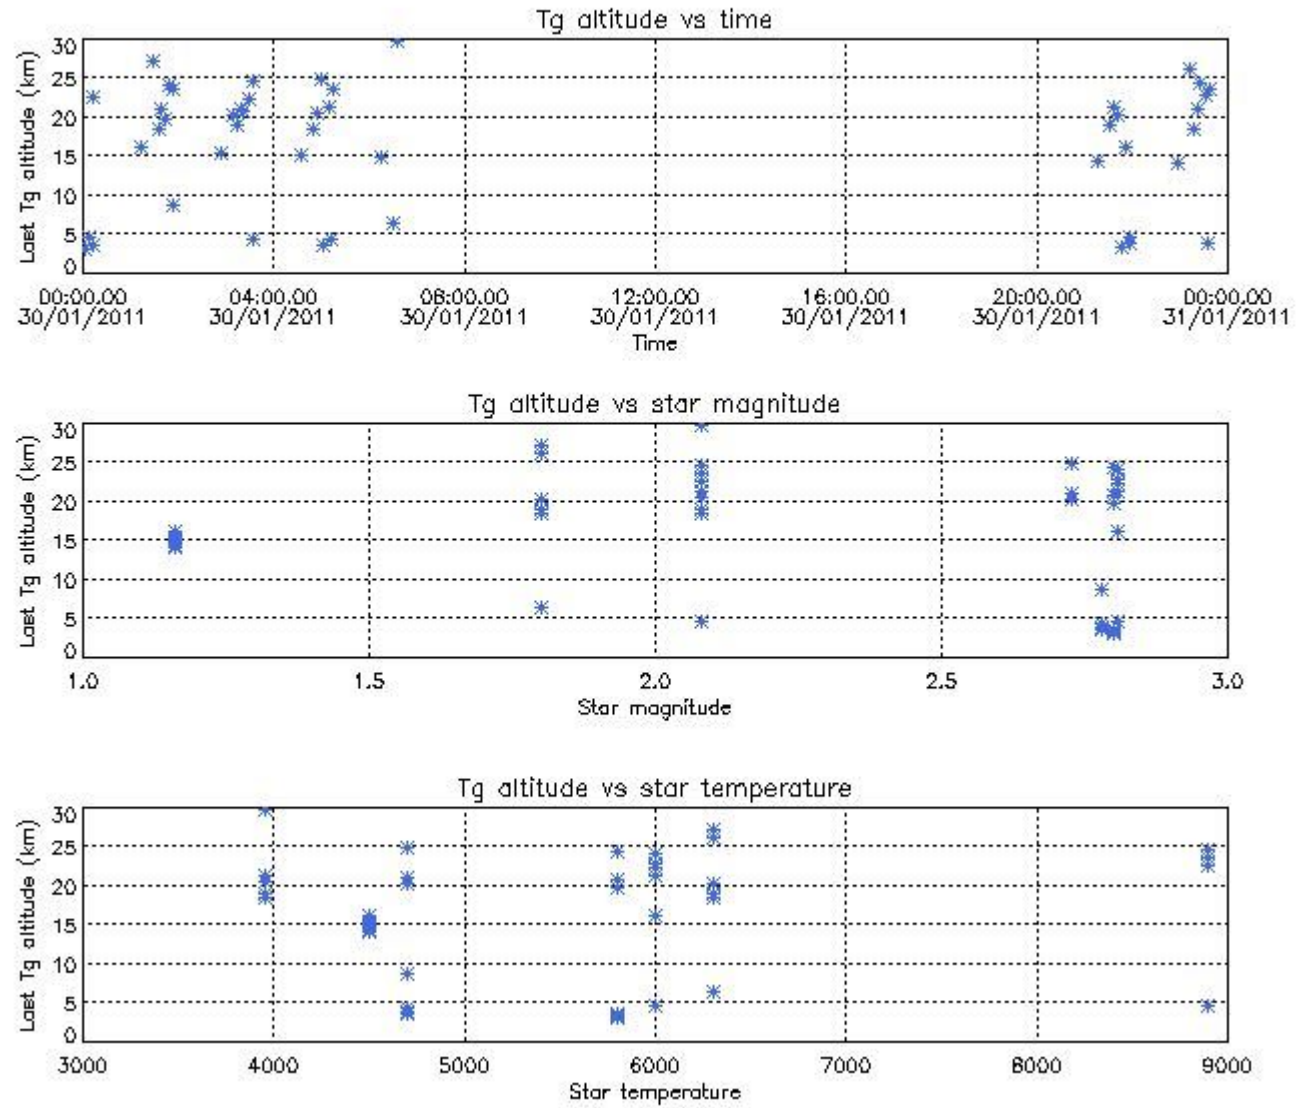 Tg altitude vs time
Last Tg altitude (km)
30
25
20
15
10
5
0
00:00.00 04:00.00 08:00.00 12:00.00 16:00.00 20:00.00 00:00.00
30/01/2011 30/01/2011 30/01/2011 30/01/2011 30/01/2011 30/01/2011 31/01/2011
Time
Tg altitude vs star magnitude
Last Tg altitude (km)
30
25
20
15
10
5
0
1.0 1.5 2.0 2.5 3.0
Star magnitude
Tg altitude vs star temperature
Last Tg altitude (km)
30
25
20
15
10
5
0
3000 4000 5000 6000 7000 8000 9000
Star temperature